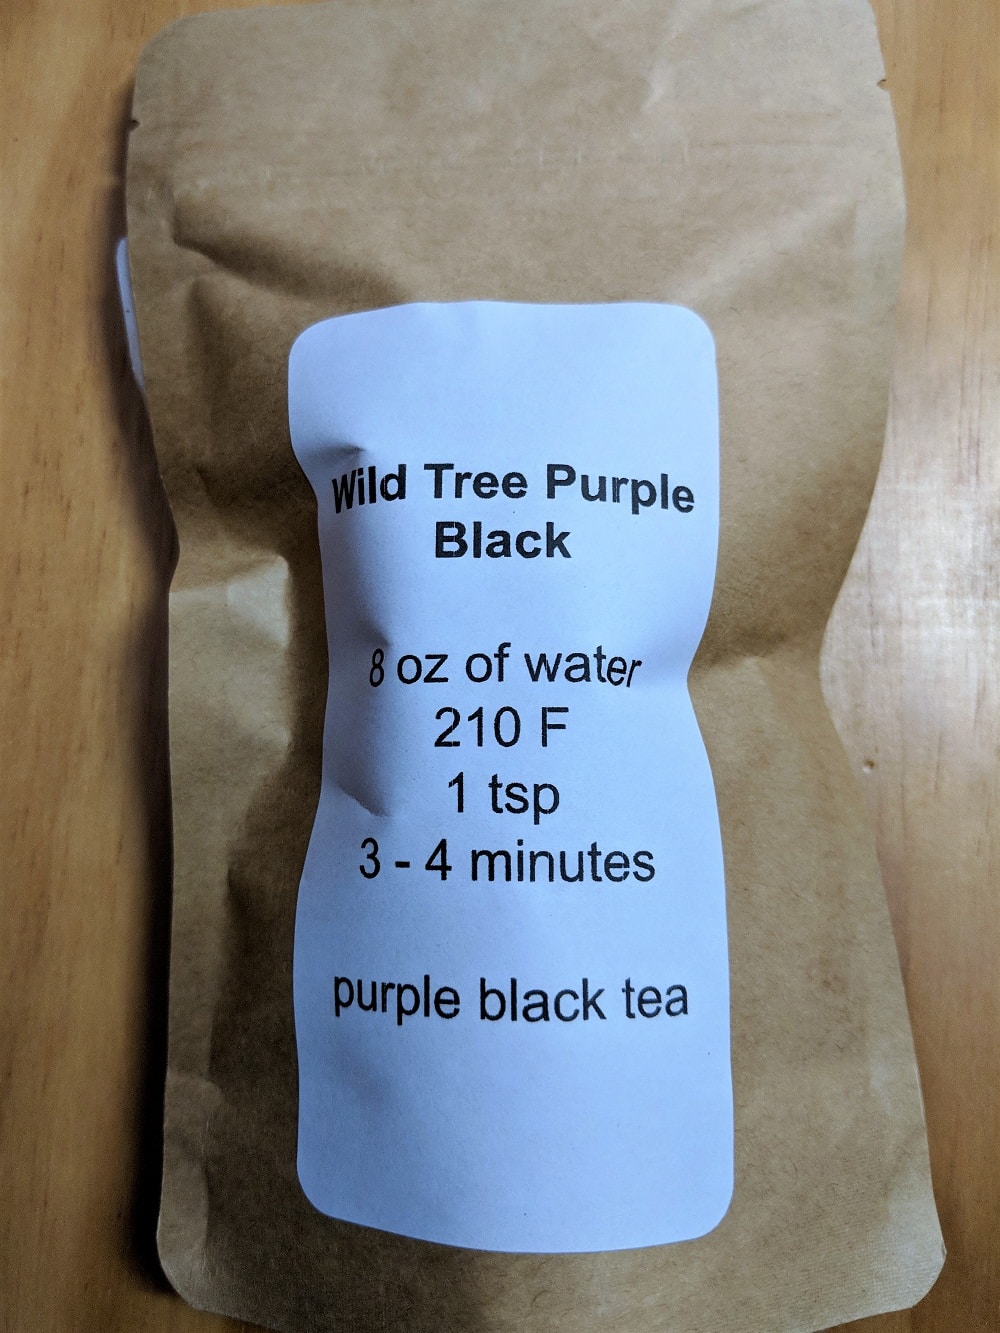 Wild Tree Purple
Black
8 oz of water
210 F
1 tsp
3 - 4 minutes
purple black tea